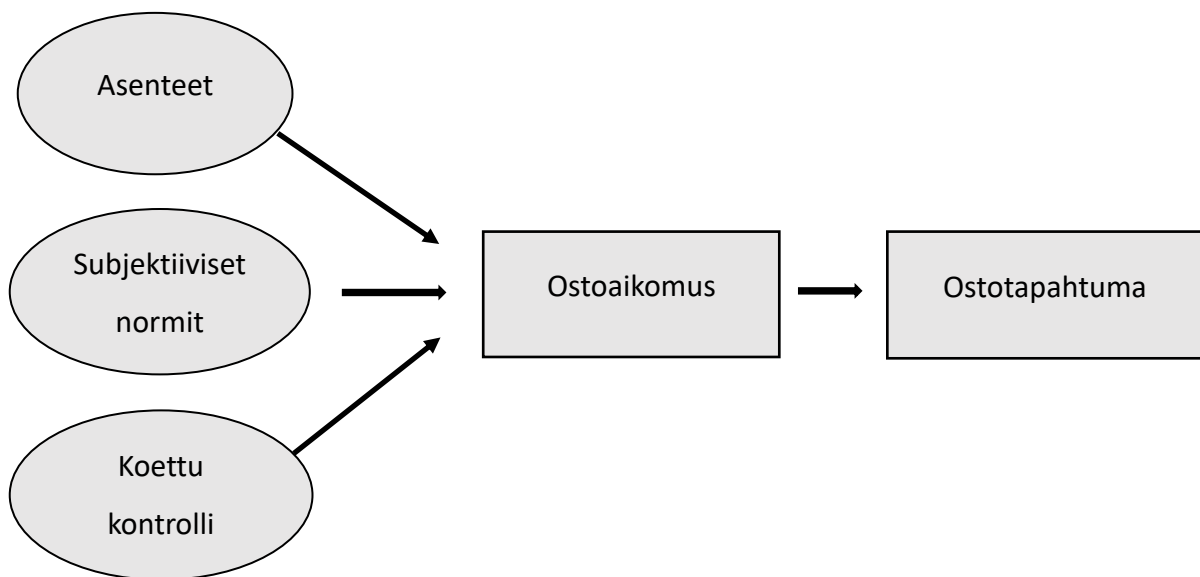 Asenteet
Subjektiiviset
normit
Koettu
kontrolli
Ostoaikomus
Ostotapahtuma